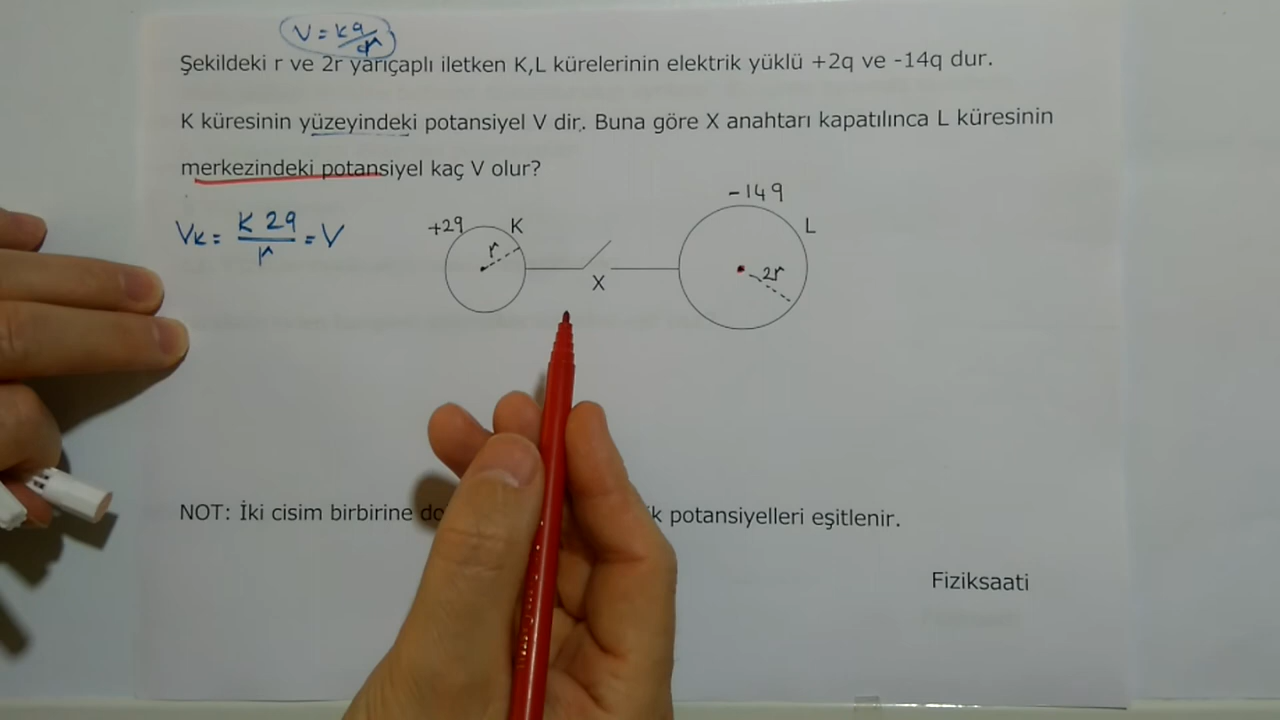 V = kq/r
Şekildeki r ve 2r yarıçaplı iletken K,L kürelerinin elektrik yüklü +2q ve -14q dur.
K küresinin yüzeyindeki potansiyel V dir. Buna göre X anahtarı kapatılınca L küresinin
merkezindeki potansiyel kaç V olur?
-14q
VK = K 2q / r = V
+2q K
L
r
2r
X
NOT: İki cisim birbirine potansiyelleri eşitlenir.
Fiziksaati